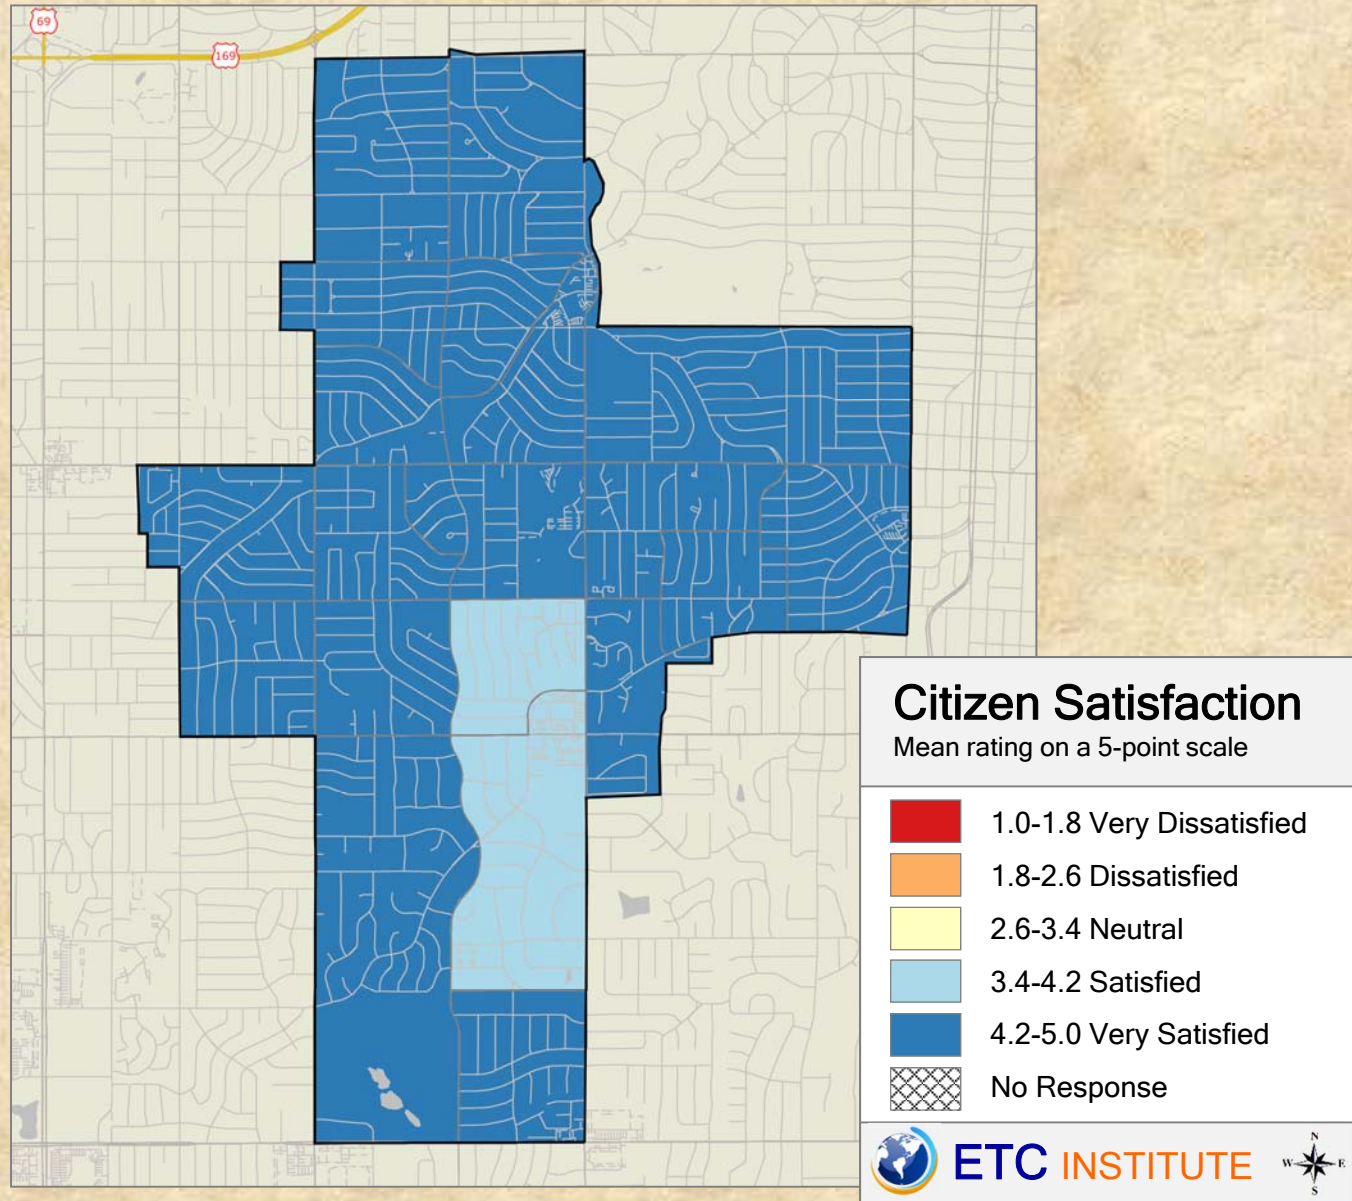 69
169
Citizen Satisfaction
Mean rating on a 5-point scale
1.0-1.8 Very Dissatisfied
1.8-2.6 Dissatisfied
2.6-3.4 Neutral
3.4-4.2 Satisfied
4.2-5.0 Very Satisfied
No Response
ETC INSTITUTE
N
W E
S